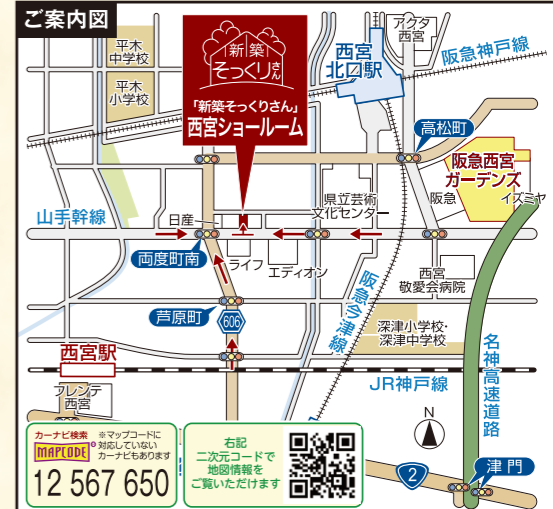 ご案内図
新築
そっくりさん
「新築そっくりさん」
西宮ショールーム
平木
中学校
平木
小学校
アクタ
西宮
西宮
北口駅
阪急神戸線
高松町
阪急西宮
ガーデンズ
阪急
イズミヤ
県立芸術
文化センター
山手幹線
日産
両度町南
ライフ
エディオン
西宮
敬愛会病院
芦原町
606
阪急今津線
深津小学校・
深津中学校
名神高速道路
西宮駅
JR神戸線
フレンテ
西宮
N
2
津門
カーナビ検索
MAPCODE
®
※マップコードに
対応していない
カーナビもあります
12 567 650
右記
二次元コードで
地図情報を
ご覧いただけます